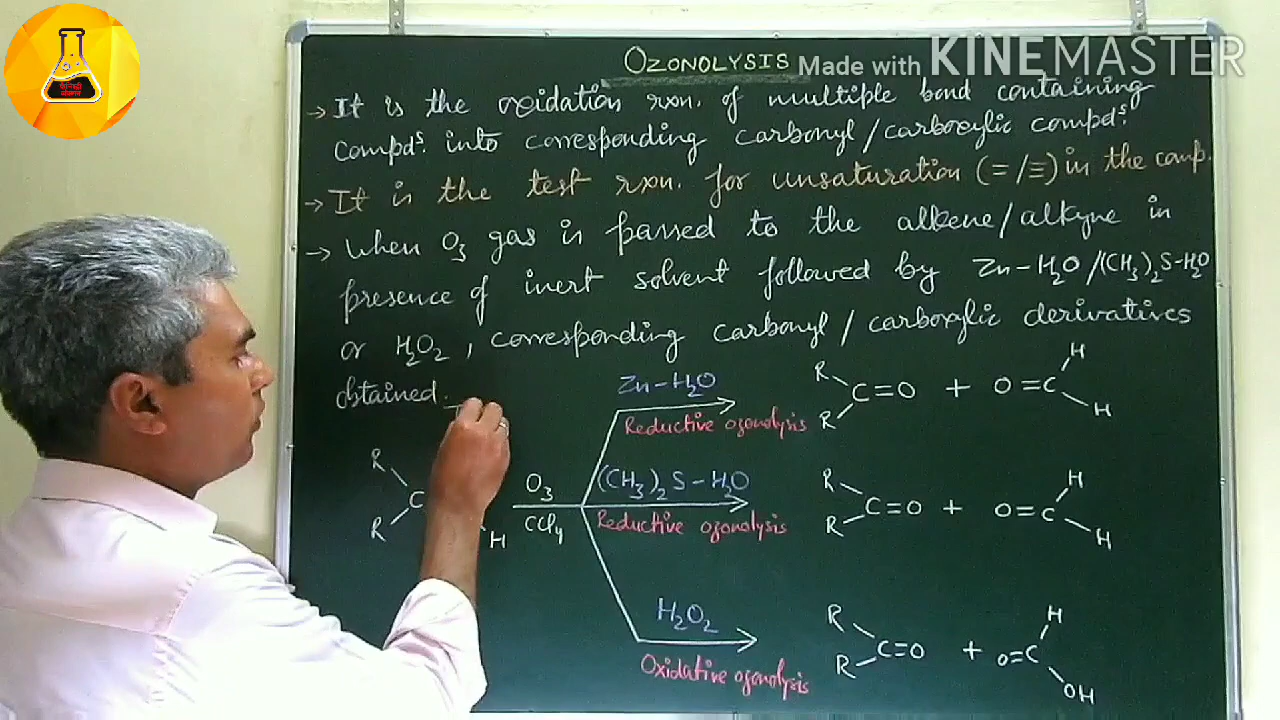 OZONOLYSIS
Made with KINEMASTER
→ It is the oxidation rxn. of multiple bond containing
compdˢ. into corresponding carbonyl/carboxylic compdˢ.
→ It is the test rxn. for unsaturation (=/≡) in the comp.
→ When O₃ gas is passed to the alkene/alkyne in
presence of inert solvent followed by Zn-H₂O/(CH₃)₂S-H₂O
or H₂O₂, corresponding carbonyl/carboxylic derivatives
obtained.
Zn-H₂O
Reductive ozonolysis
R R C=O + O=C H H
R R C H
O₃
CCl₄
(CH₃)₂S-H₂O
Reductive ozonolysis
R R C=O + O=C H H
H₂O₂
Oxidative ozonolysis
R R C=O + O=C H OH